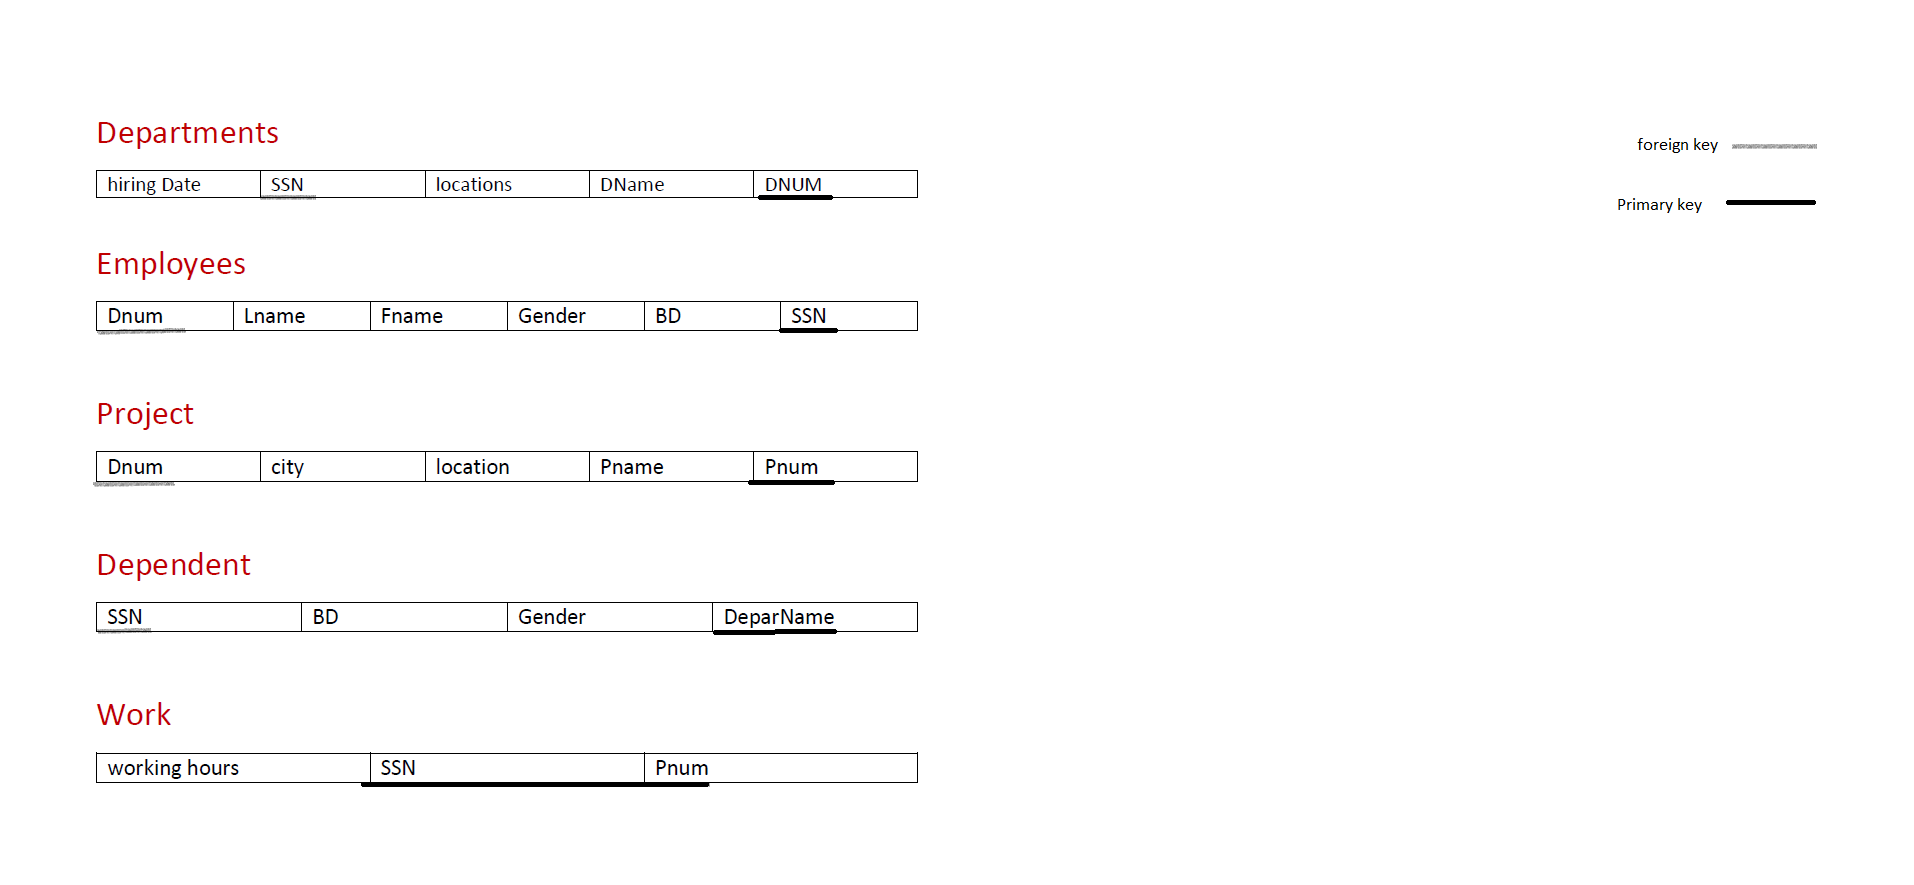 Departments
hiring Date SSN locations DName DNUM
Employees
Dnum Lname Fname Gender BD SSN
Project
Dnum city location Pname Pnum
Dependent
SSN BD Gender DeparName
Work
working hours SSN Pnum
foreign key
Primary key